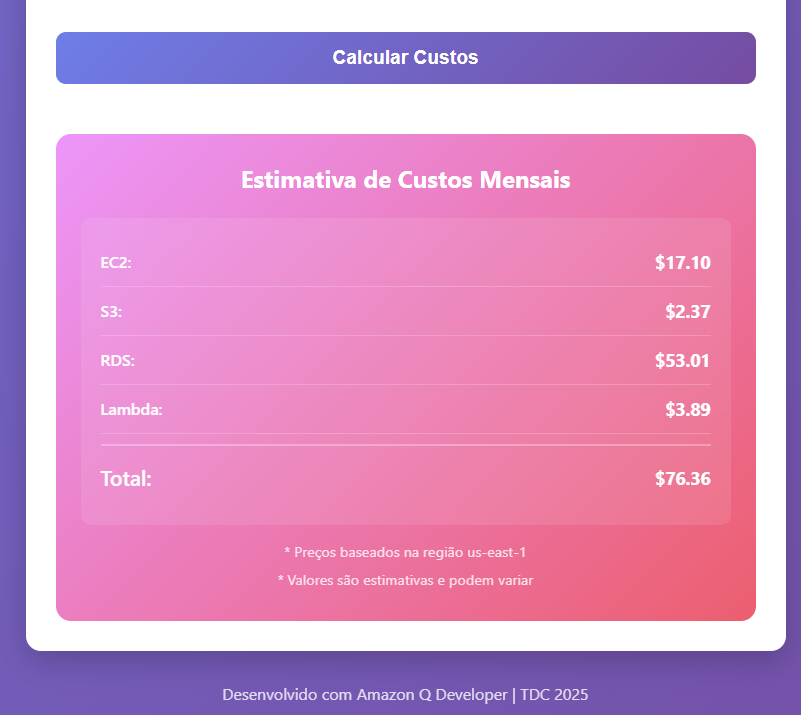 Calcular Custos
Estimativa de Custos Mensais
EC2: $17.10
S3: $2.37
RDS: $53.01
Lambda: $3.89
Total: $76.36
* Preços baseados na região us-east-1
* Valores são estimativas e podem variar
Desenvolvido com Amazon Q Developer | TDC 2025